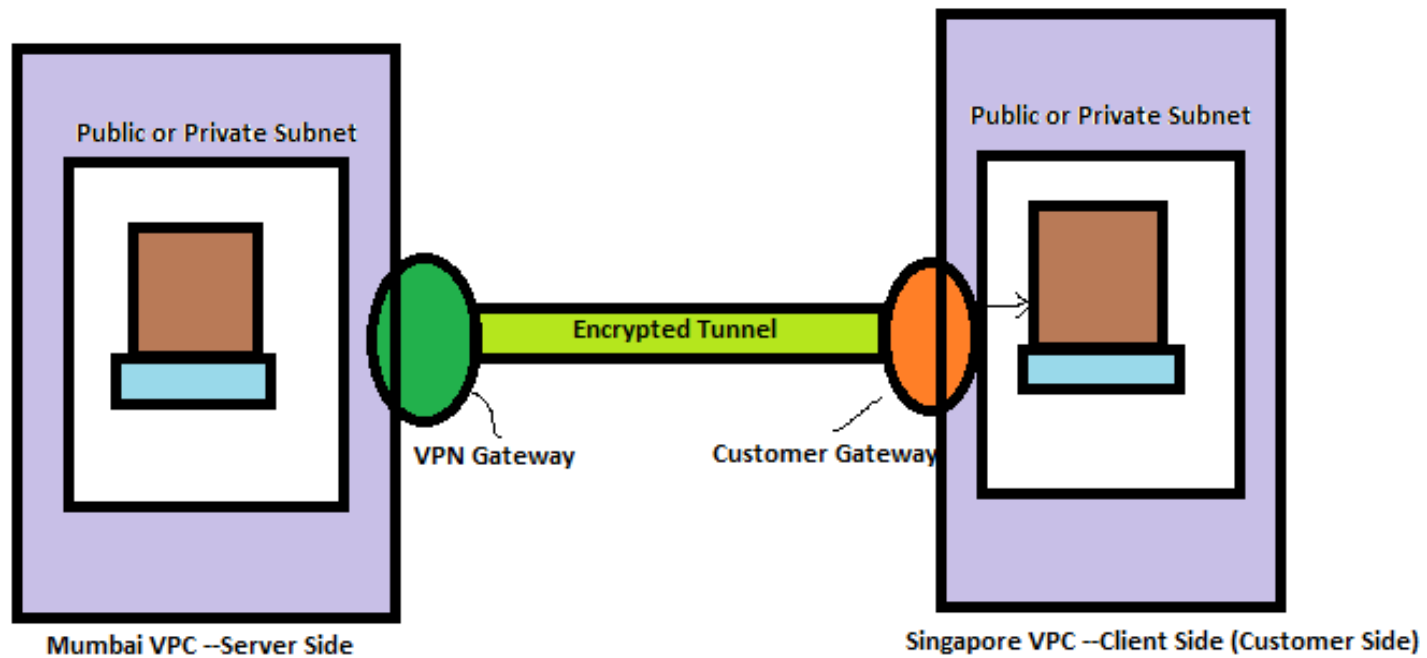 Public or Private Subnet
Public or Private Subnet
Encrypted Tunnel
VPN Gateway
Customer Gateway
Mumbai VPC --Server Side
Singapore VPC --Client Side (Customer Side)